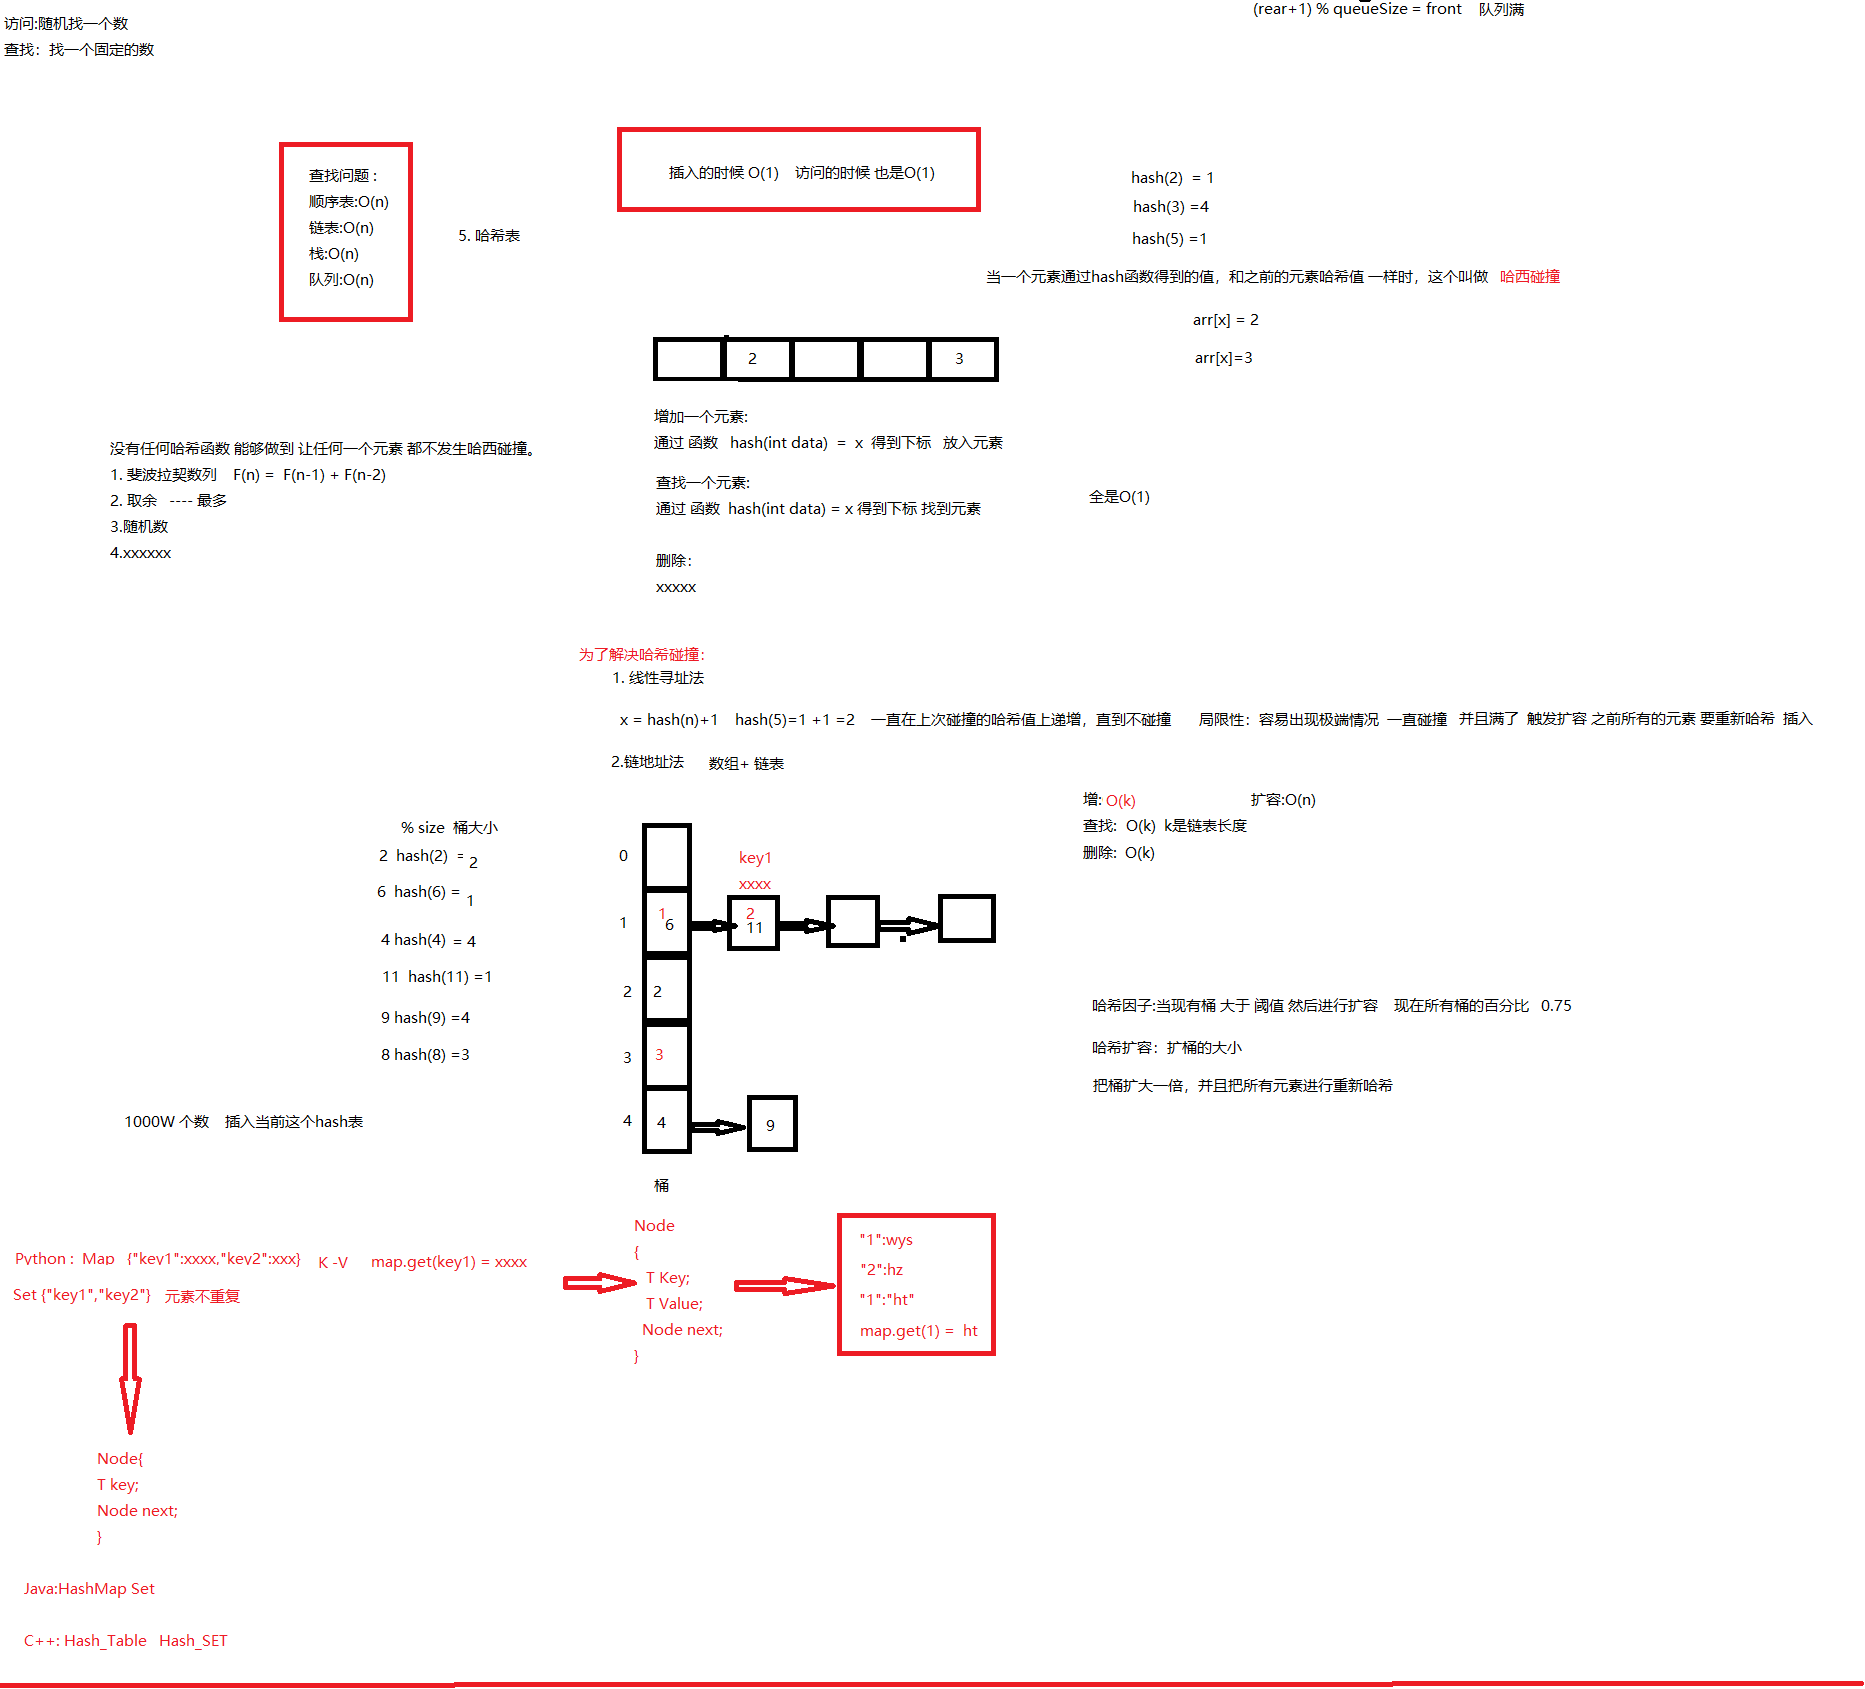 访问:随机找一个数
查找：找一个固定的数
(rear+1) % queueSize = front 队列满
查找问题：
顺序表:O(n)
链表:O(n)
栈:O(n)
队列:O(n)
5. 哈希表
插入的时候 O(1) 访问的时候 也是O(1)
hash(2) = 1
hash(3) =4
hash(5) =1
当一个元素通过hash函数得到的值，和之前的元素哈希值 一样时，这个叫做 哈西碰撞
arr[x] = 2
arr[x]=3
2 3
增加一个元素:
通过 函数 hash(int data) = x 得到下标 放入元素
查找一个元素:
通过 函数 hash(int data) = x 得到下标 找到元素
删除：
xxxxx
全是O(1)
没有任何哈希函数 能够做到 让任何一个元素 都不发生哈西碰撞。
1. 斐波拉契数列 F(n) = F(n-1) + F(n-2)
2. 取余 ---- 最多
3.随机数
4.xxxxxx
为了解决哈希碰撞：
1. 线性寻址法
x = hash(n)+1 hash(5)=1 +1 =2 一直在上次碰撞的哈希值上递增，直到不碰撞 局限性：容易出现极端情况 一直碰撞 并且满了 触发扩容 之前所有的元素 要重新哈希 插入
2.链地址法 数组+ 链表
增: O(k) 扩容:O(n)
查找: O(k) k是链表长度
删除: O(k)
% size 桶大小
2 hash(2) = 2
6 hash(6) = 1
4 hash(4) = 4
11 hash(11) =1
9 hash(9) =4
8 hash(8) =3
0
key1
xxxx
1 1 6 2 11
2 2
3 3
4 4 9
桶
哈希因子:当现有桶 大于 阈值 然后进行扩容 现在所有桶的百分比 0.75
哈希扩容：扩桶的大小
把桶扩大一倍，并且把所有元素进行重新哈希
1000W 个数 插入当前这个hash表
Python : Map {"key1":xxxx,"key2":xxx} K -V map.get(key1) = xxxx
Set {"key1","key2"} 元素不重复
Node
{
T Key;
T Value;
Node next;
}
"1":wys
"2":hz
"1":"ht"
map.get(1) = ht
Node{
T key;
Node next;
}
Java:HashMap Set
C++: Hash_Table Hash_SET